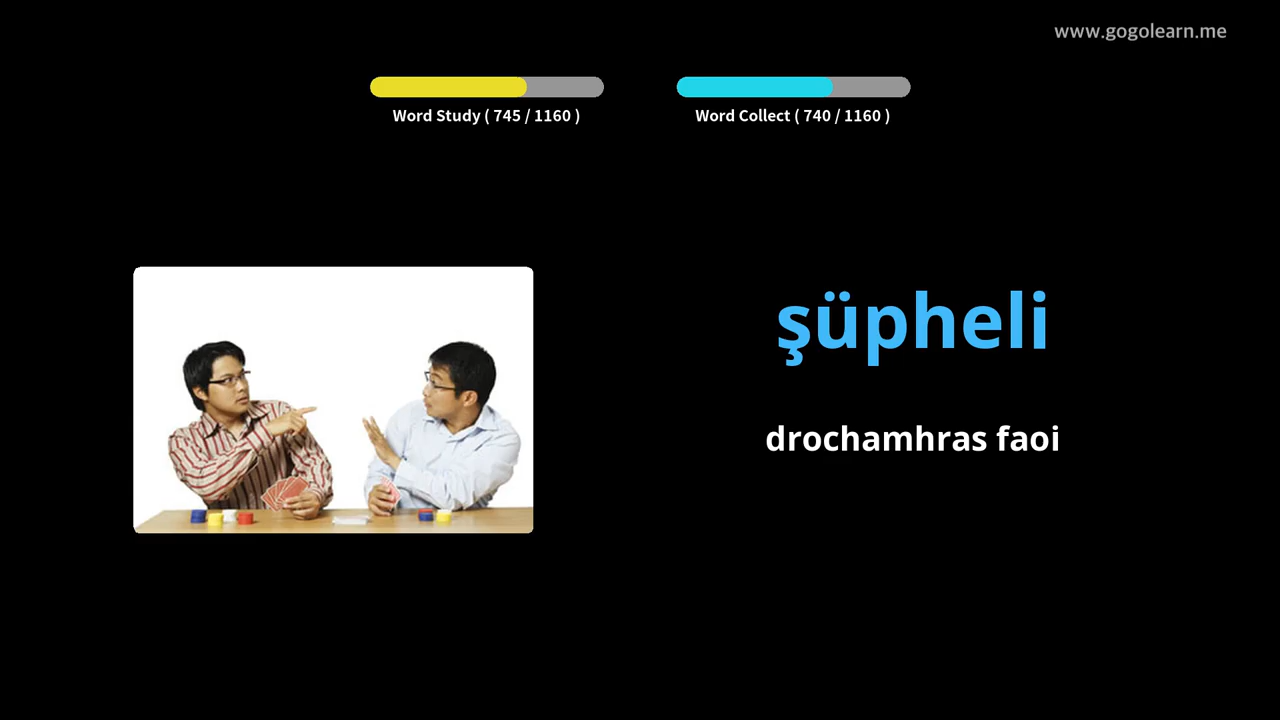 www.gogolearn.me
Word Study ( 745 / 1160 )
Word Collect ( 740 / 1160 )
şüpheli
drochamhras faoi